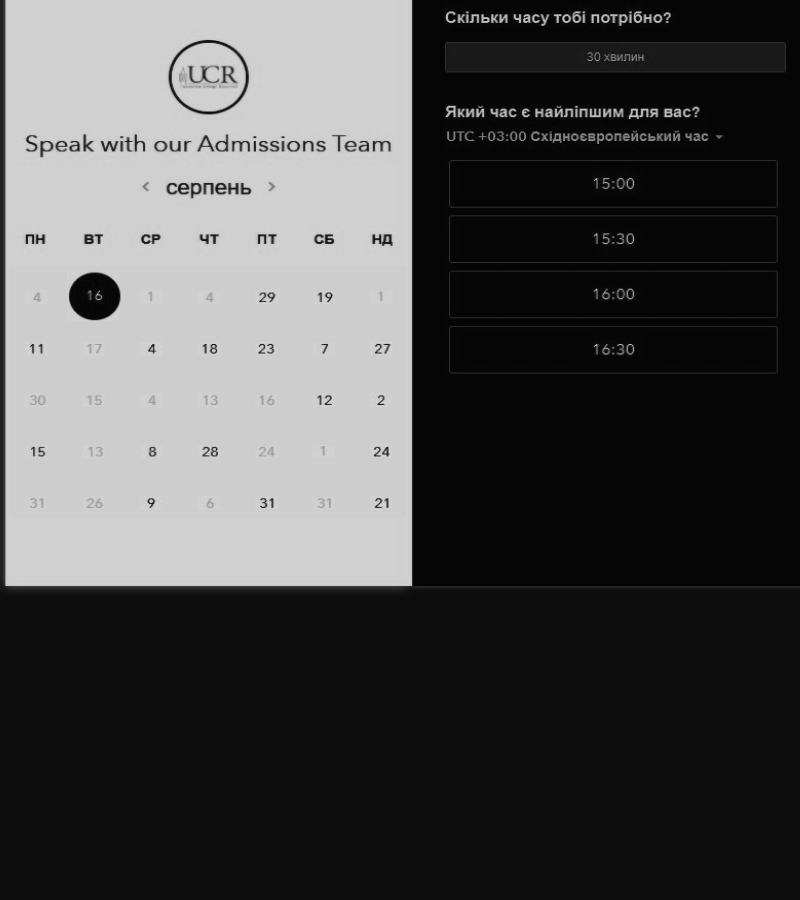 UCR
Speak with our Admissions Team
< серпень >
ПН ВТ СР ЧТ ПТ СБ НД
4 16 1 4 29 19 1
11 17 4 18 23 7 27
30 15 4 13 16 12 2
15 13 8 28 24 1 24
31 26 9 6 31 31 21
Скільки часу тобі потрібно?
30 хвилин
Який час є найліпшим для вас?
UTC +03:00 Східноєвропейський час
15:00
15:30
16:00
16:30